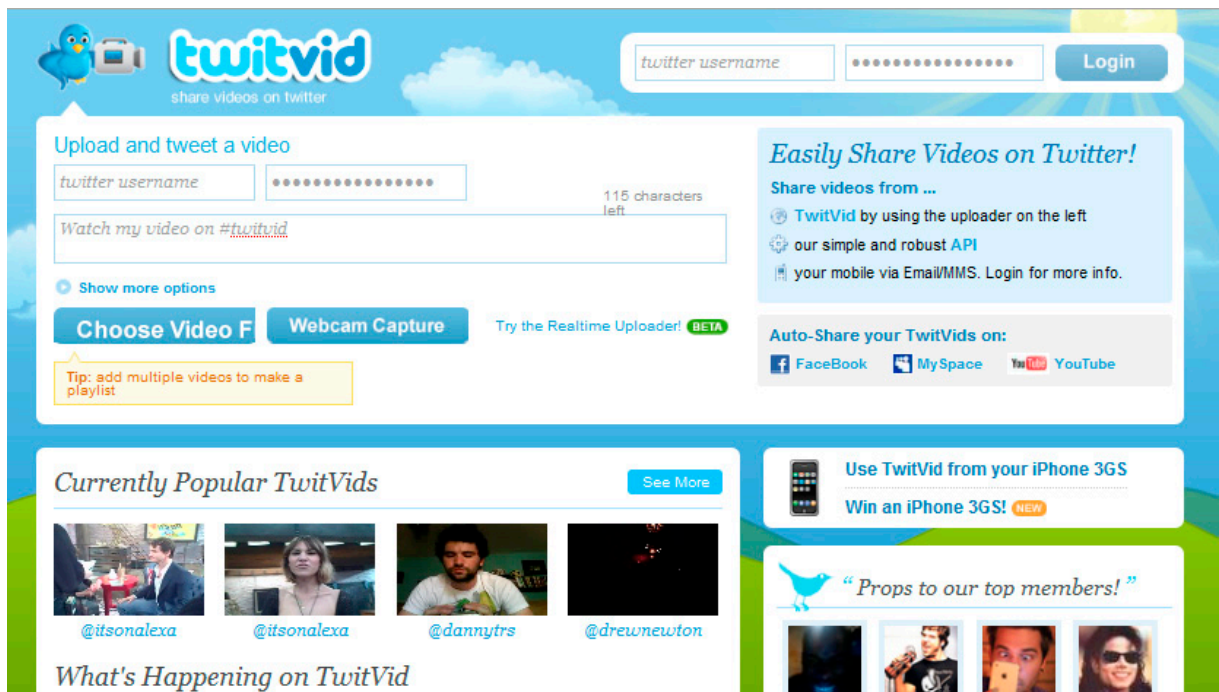 twitvid
share videos on twitter
twitter username
Login
Upload and tweet a video
twitter username
115 characters
left
Watch my video on #twitvid
Show more options
Choose Video F
Webcam Capture
Try the Realtime Uploader! BETA
Tip: add multiple videos to make a
playlist
Easily Share Videos on Twitter!
Share videos from ...
TwitVid by using the uploader on the left
our simple and robust API
your mobile via Email/MMS. Login for more info.
Auto-Share your TwitVids on:
f FaceBook MySpace You Tube YouTube
Currently Popular TwitVids
See More
@itsonalexa @itsonalexa @dannytrs @drewnewton
What's Happening on TwitVid
Use TwitVid from your iPhone 3GS
Win an iPhone 3GS! NEW
“ Props to our top members! ”